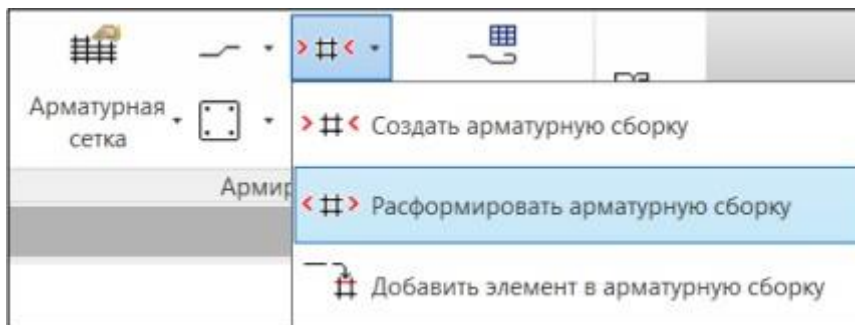 Арматурная
сетка
Создать арматурную сборку
Армир
Расформировать арматурную сборку
Добавить элемент в арматурную сборку